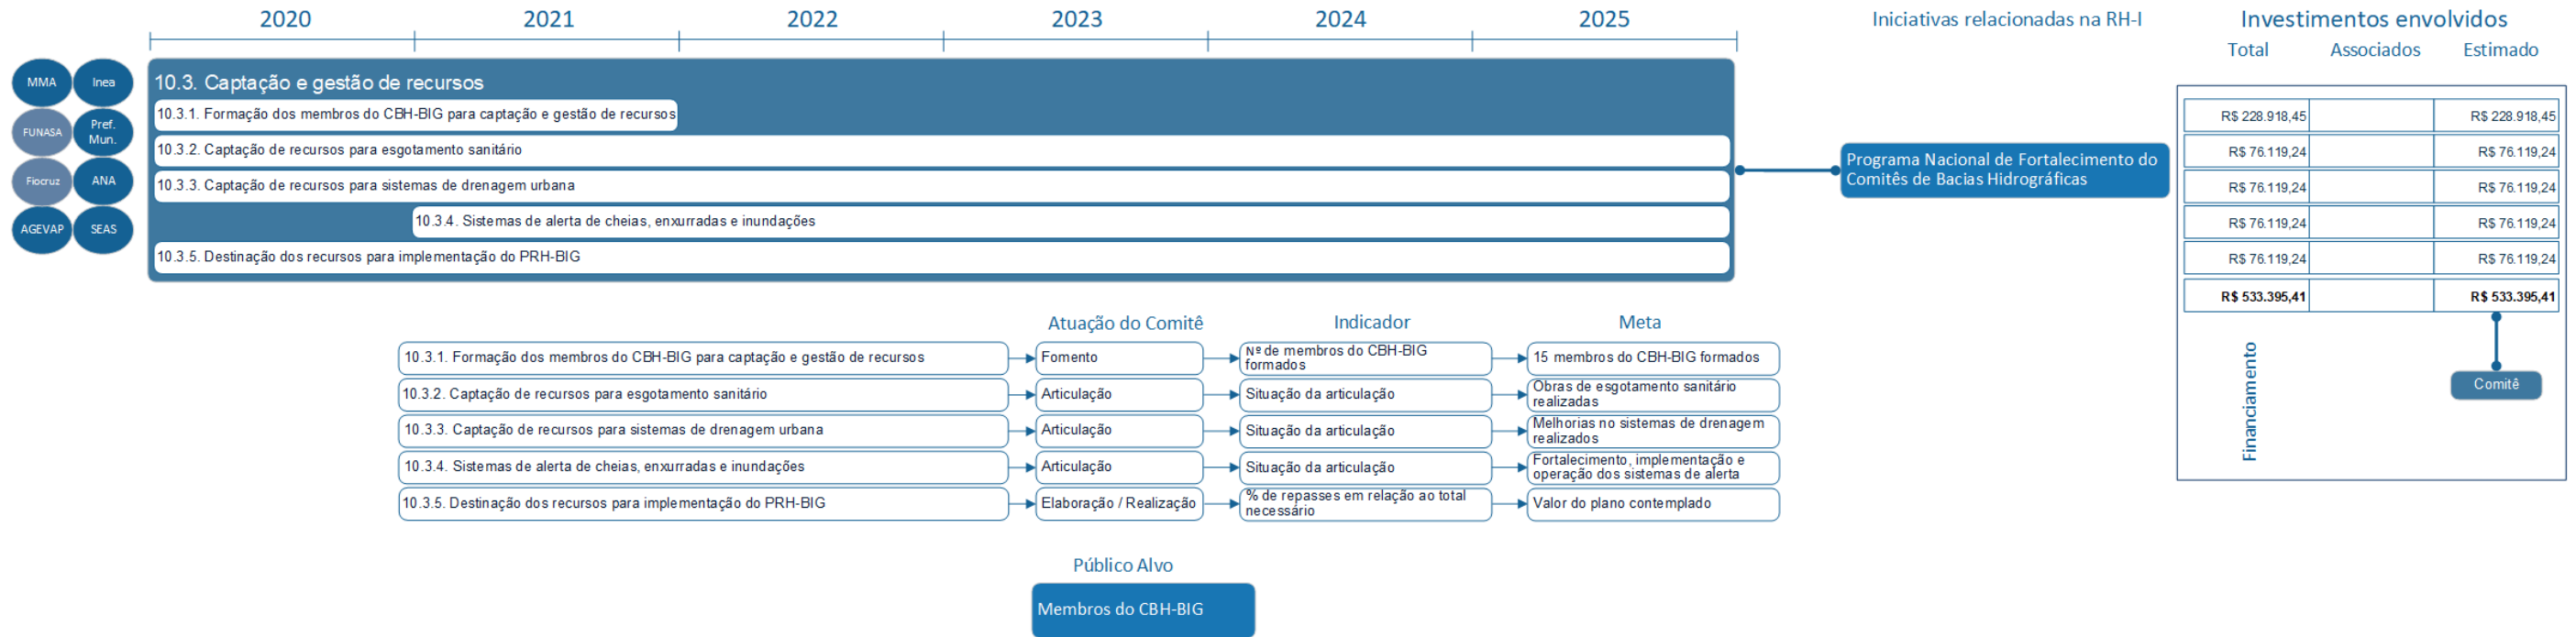 2020 2021 2022 2023 2024 2025 Iniciativas relacionadas na RH-I Investimentos envolvidos
Total Associados Estimado
MMA Inea
FUNASA Pref. Mun.
Fiocruz ANA
AGEVAP SEAS
10.3. Captação e gestão de recursos
10.3.1. Formação dos membros do CBH-BIG para captação e gestão de recursos
10.3.2. Captação de recursos para esgotamento sanitário
10.3.3. Captação de recursos para sistemas de drenagem urbana
10.3.4. Sistemas de alerta de cheias, enxurradas e inundações
10.3.5. Destinação dos recursos para implementação do PRH-BIG
Programa Nacional de Fortalecimento do
Comitês de Bacias Hidrográficas
R$ 228.918,45 R$ 228.918,45
R$ 76.119,24 R$ 76.119,24
R$ 76.119,24 R$ 76.119,24
R$ 76.119,24 R$ 76.119,24
R$ 76.119,24 R$ 76.119,24
R$ 533.395,41 R$ 533.395,41
Financiamento
Comitê
Atuação do Comitê Indicador Meta
10.3.1. Formação dos membros do CBH-BIG para captação e gestão de recursos
Fomento
Nº de membros do CBH-BIG
formados
15 membros do CBH-BIG formados
10.3.2. Captação de recursos para esgotamento sanitário
Articulação
Situação da articulação
Obras de esgotamento sanitário
realizadas
10.3.3. Captação de recursos para sistemas de drenagem urbana
Articulação
Situação da articulação
Melhorias no sistemas de drenagem
realizados
10.3.4. Sistemas de alerta de cheias, enxurradas e inundações
Articulação
Situação da articulação
Fortalecimento, implementação e
operação dos sistemas de alerta
10.3.5. Destinação dos recursos para implementação do PRH-BIG
Elaboração / Realização
% de repasses em relação ao total
necessário
Valor do plano contemplado
Público Alvo
Membros do CBH-BIG